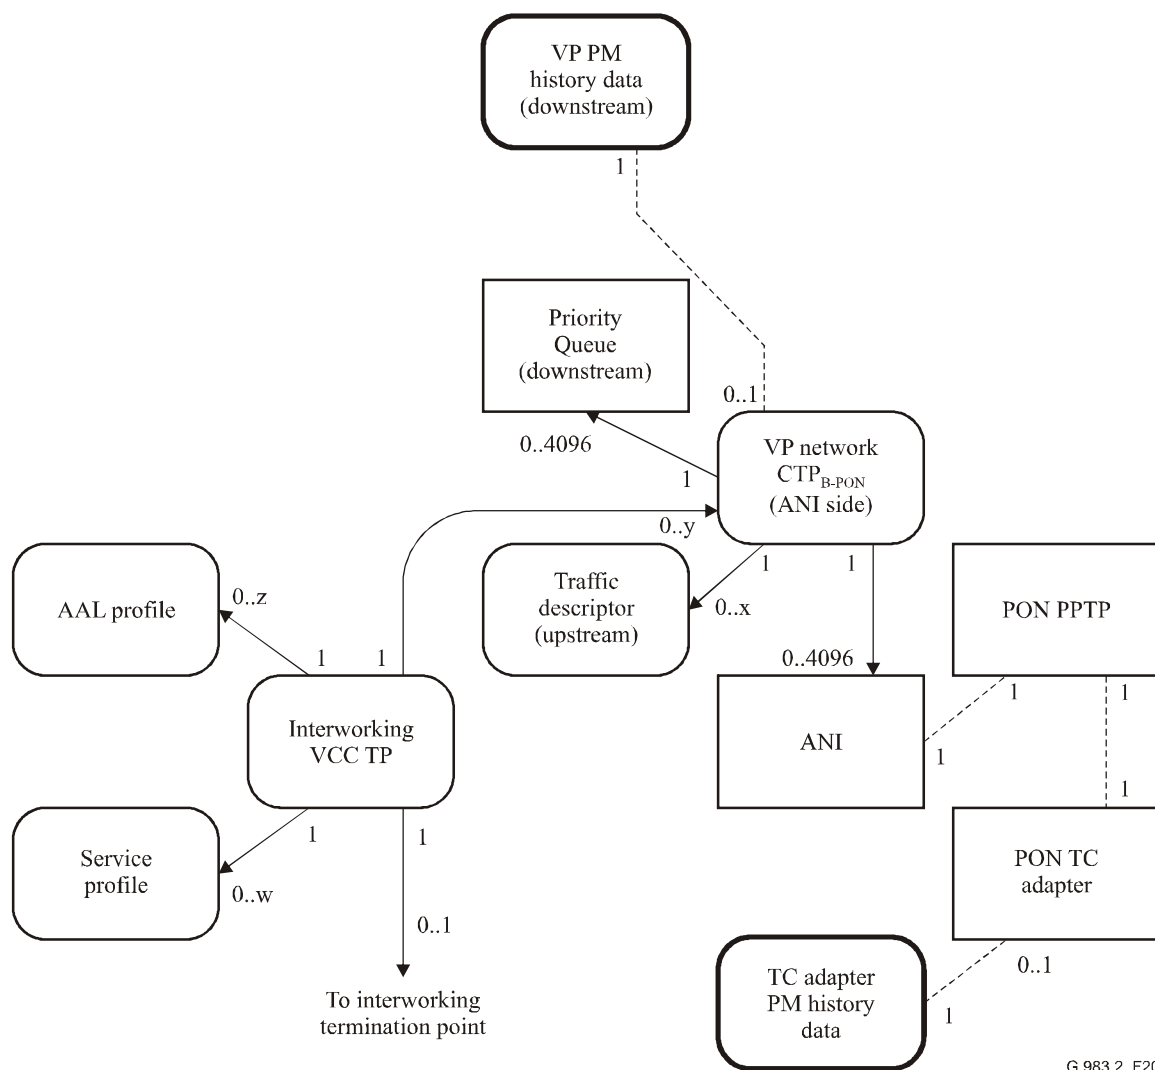 VP PM
history data
(downstream)
1
Priority
Queue
(downstream)
0..1
0..4096
1
VP network
CTPB-PON
(ANI side)
0..y
AAL profile
0..z
1
1
Traffic
descriptor
(upstream)
0..x
1
1
0..4096
PON PPTP
1
1
Interworking
VCC TP
ANI
1
1
Service
profile
0..w
1
1
0..1
To interworking
termination point
PON TC
adapter
0..1
TC adapter
PM history
data
1
G.983.2_F20